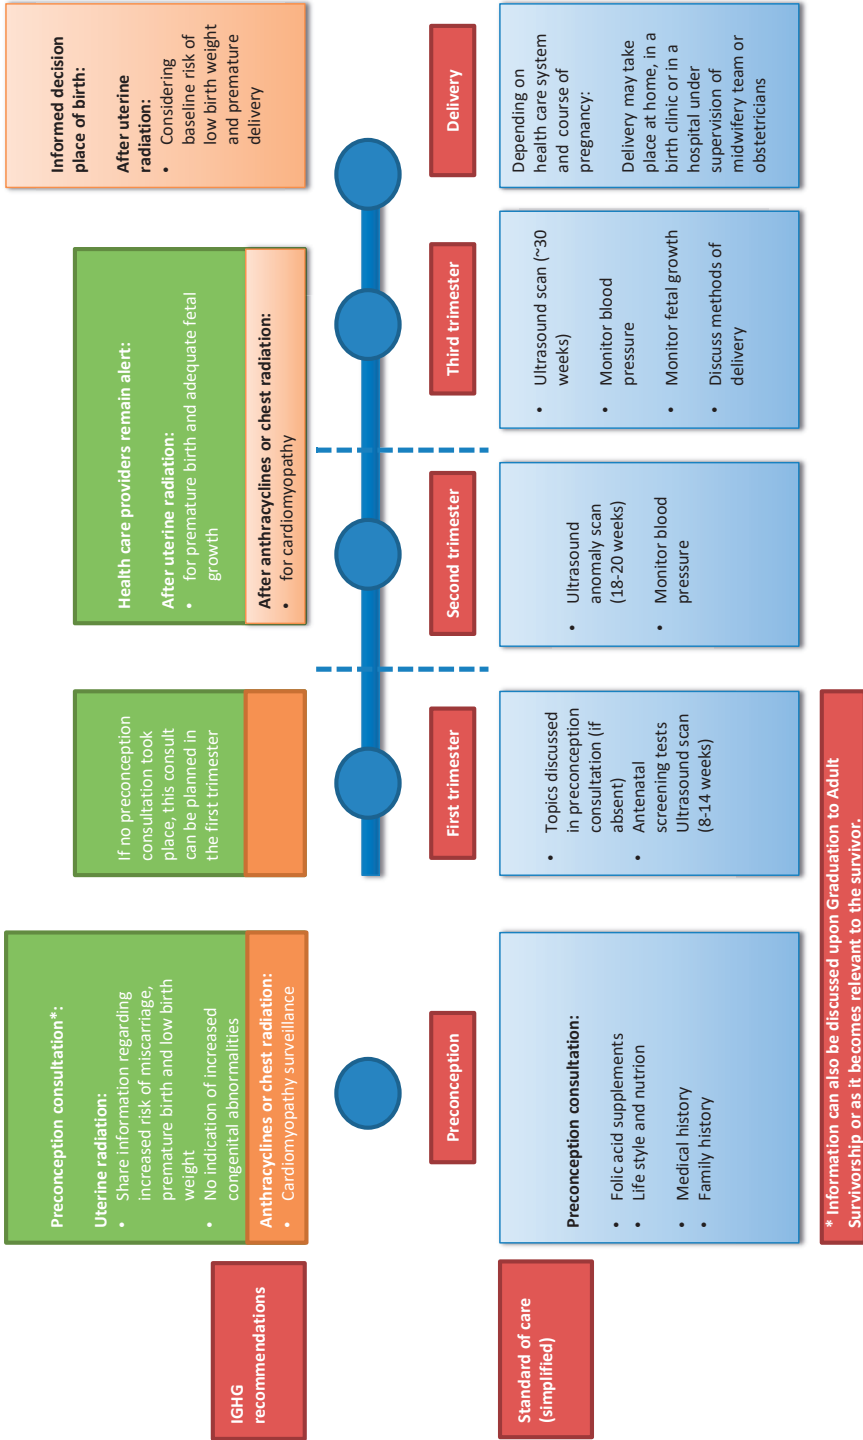 IGHG
recommendations
Preconception consultation*:
Uterine radiation:
• Share information regarding
increased risk of miscarriage,
premature birth and low birth
weight
• No indication of increased
congenital abnormalities
Anthracyclines or chest radiation:
• Cardiomyopathy surveillance
If no preconception
consultation took
place, this consult
can be planned in
the first trimester
Health care providers remain alert:
After uterine radiation:
• for premature birth and adequate fetal
growth
After anthracyclines or chest radiation:
• for cardiomyopathy
Informed decision
place of birth:
After uterine
radiation:
• Considering
baseline risk of
low birth weight
and premature
delivery
Preconception
First trimester
Second trimester
Third trimester
Delivery
Standard of care
(simplified)
Preconception consultation:
• Folic acid supplements
• Life style and nutrion
• Medical history
• Family history
• Topics discussed
in preconception
consultation (if
absent)
• Antenatal
screening tests
Ultrasound scan
(8-14 weeks)
• Ultrasound
anomaly scan
(18-20 weeks)
• Monitor blood
pressure
• Ultrasound scan (~30
weeks)
• Monitor blood
pressure
• Monitor fetal growth
• Discuss methods of
delivery
Depending on
health care system
and course of
pregnancy:
Delivery may take
place at home, in a
birth clinic or in a
hospital under
supervision of
midwifery team or
obstetricians
* Information can also be discussed upon Graduation to Adult
Survivorship or as it becomes relevant to the survivor.